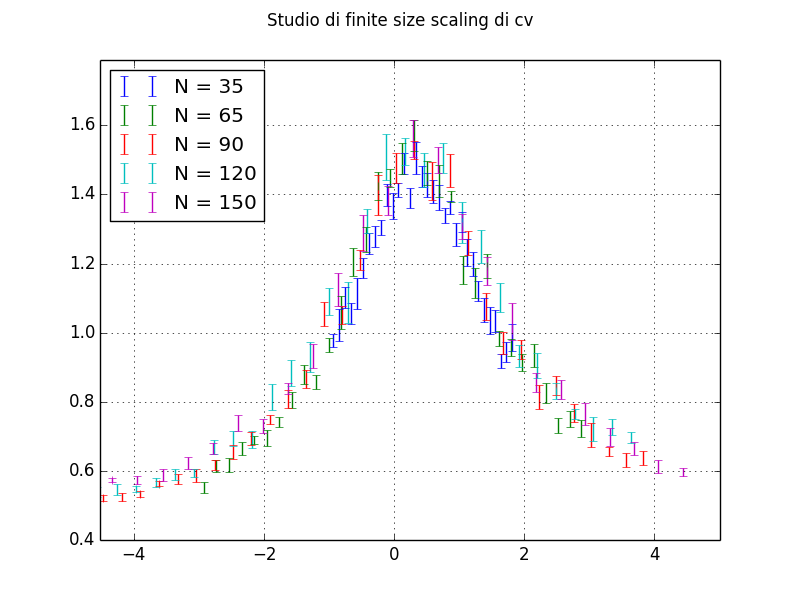 Studio di finite size scaling di cv
N = 35
N = 65
N = 90
N = 120
N = 150
1.6
1.4
1.2
1.0
0.8
0.6
0.4
−4 −2 0 2 4